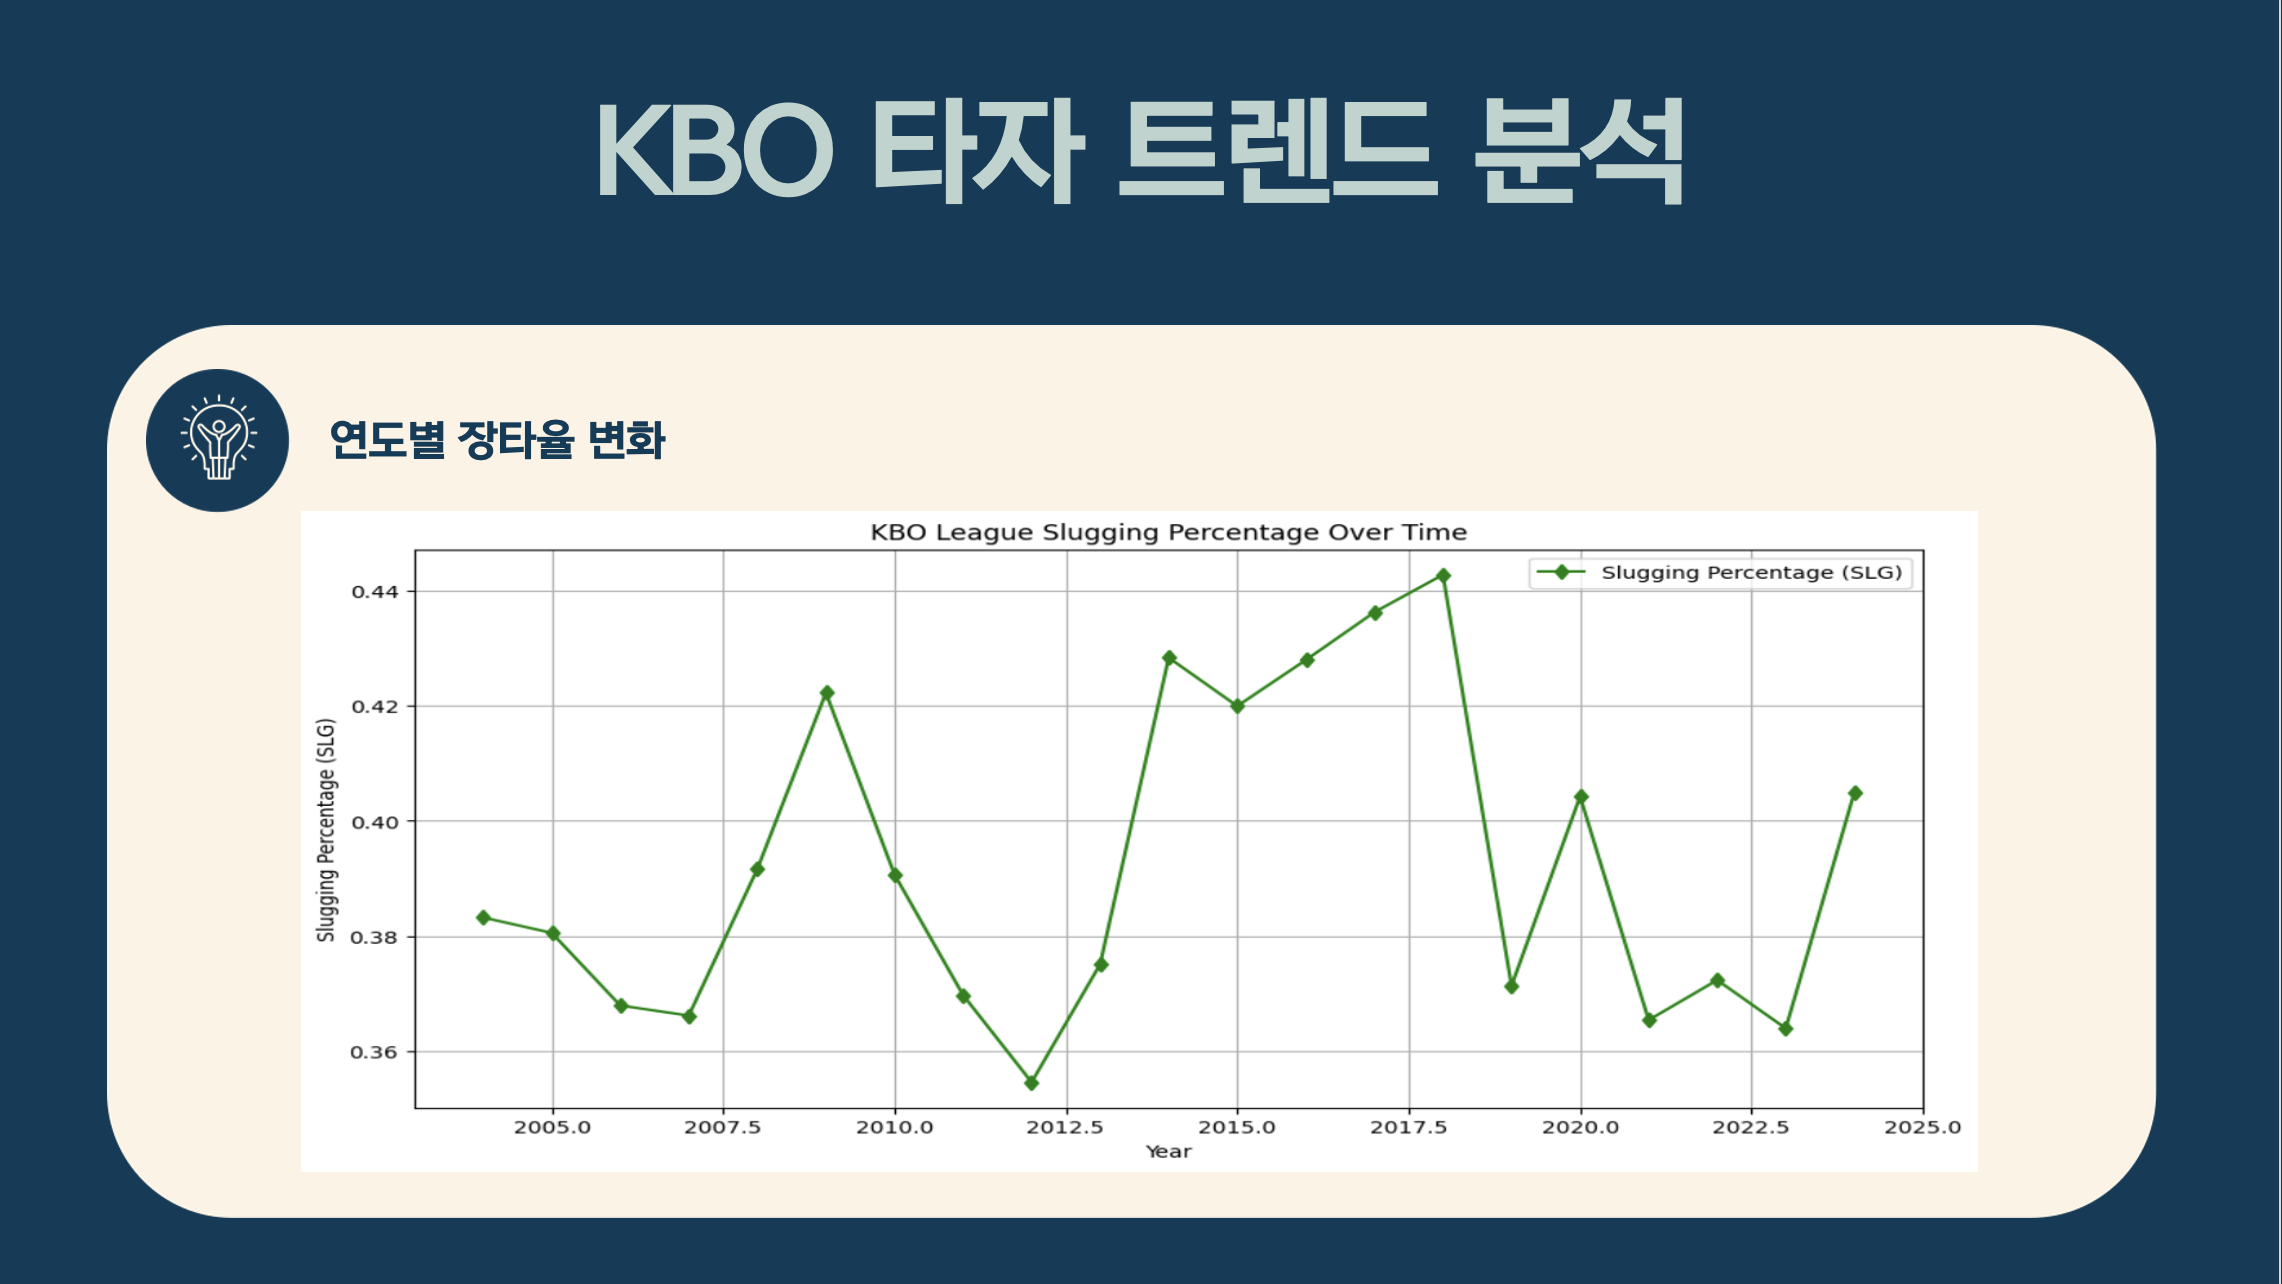 KBO 타자 트렌드 분석
연도별 장타율 변화
KBO League Slugging Percentage Over Time
Slugging Percentage (SLG)
0.44
0.42
0.40
0.38
0.36
Slugging Percentage (SLG)
2005.0 2007.5 2010.0 2012.5 2015.0 2017.5 2020.0 2022.5 2025.0
Year